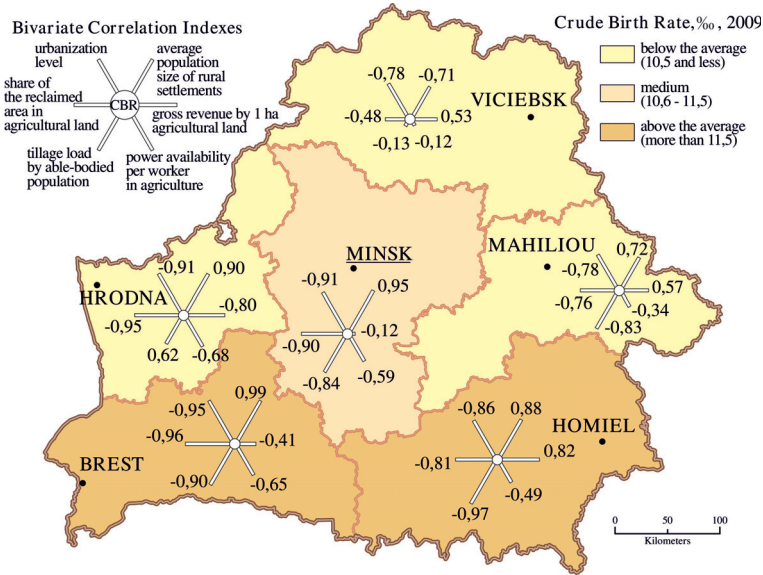 Bivariate Correlation Indexes
urbanization
level
average
population
size of rural
settlements
share of
the reclaimed
area in
agricultural land
CBR
gross revenue by 1 ha
agricultural land
tillage load
by able-bodied
population
power availability
per worker
in agriculture
Crude Birth Rate,‰, 2009
below the average
(10,5 and less)
medium
(10,6 - 11,5)
above the average
(more than 11,5)
-0,78
-0,71
-0,48
0,53
-0,13
-0,12
VICIEBSK
MINSK
-0,91
0,95
-0,90
-0,12
-0,84
-0,59
MAHILIOU
-0,78
0,72
-0,76
0,57
-0,83
-0,34
HRODNA
-0,91
0,90
-0,95
-0,80
0,62
-0,68
BREST
-0,95
0,99
-0,96
-0,41
-0,90
-0,65
HOMIEL
-0,86
0,88
-0,81
0,82
-0,97
-0,49
0 50 100
Kilometers